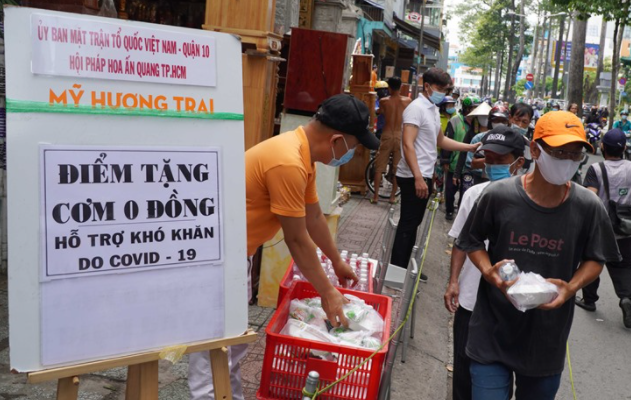 ỦY BAN MẶT TRẬN TỔ QUỐC VIỆT NAM - QUẬN 10
HỘI PHÁP HOA ẤN QUANG TP.HCM
MỸ HƯƠNG TRAI
ĐIỂM TẶNG
CƠM 0 ĐỒNG
HỖ TRỢ KHÓ KHĂN
DO COVID - 19
Le Post